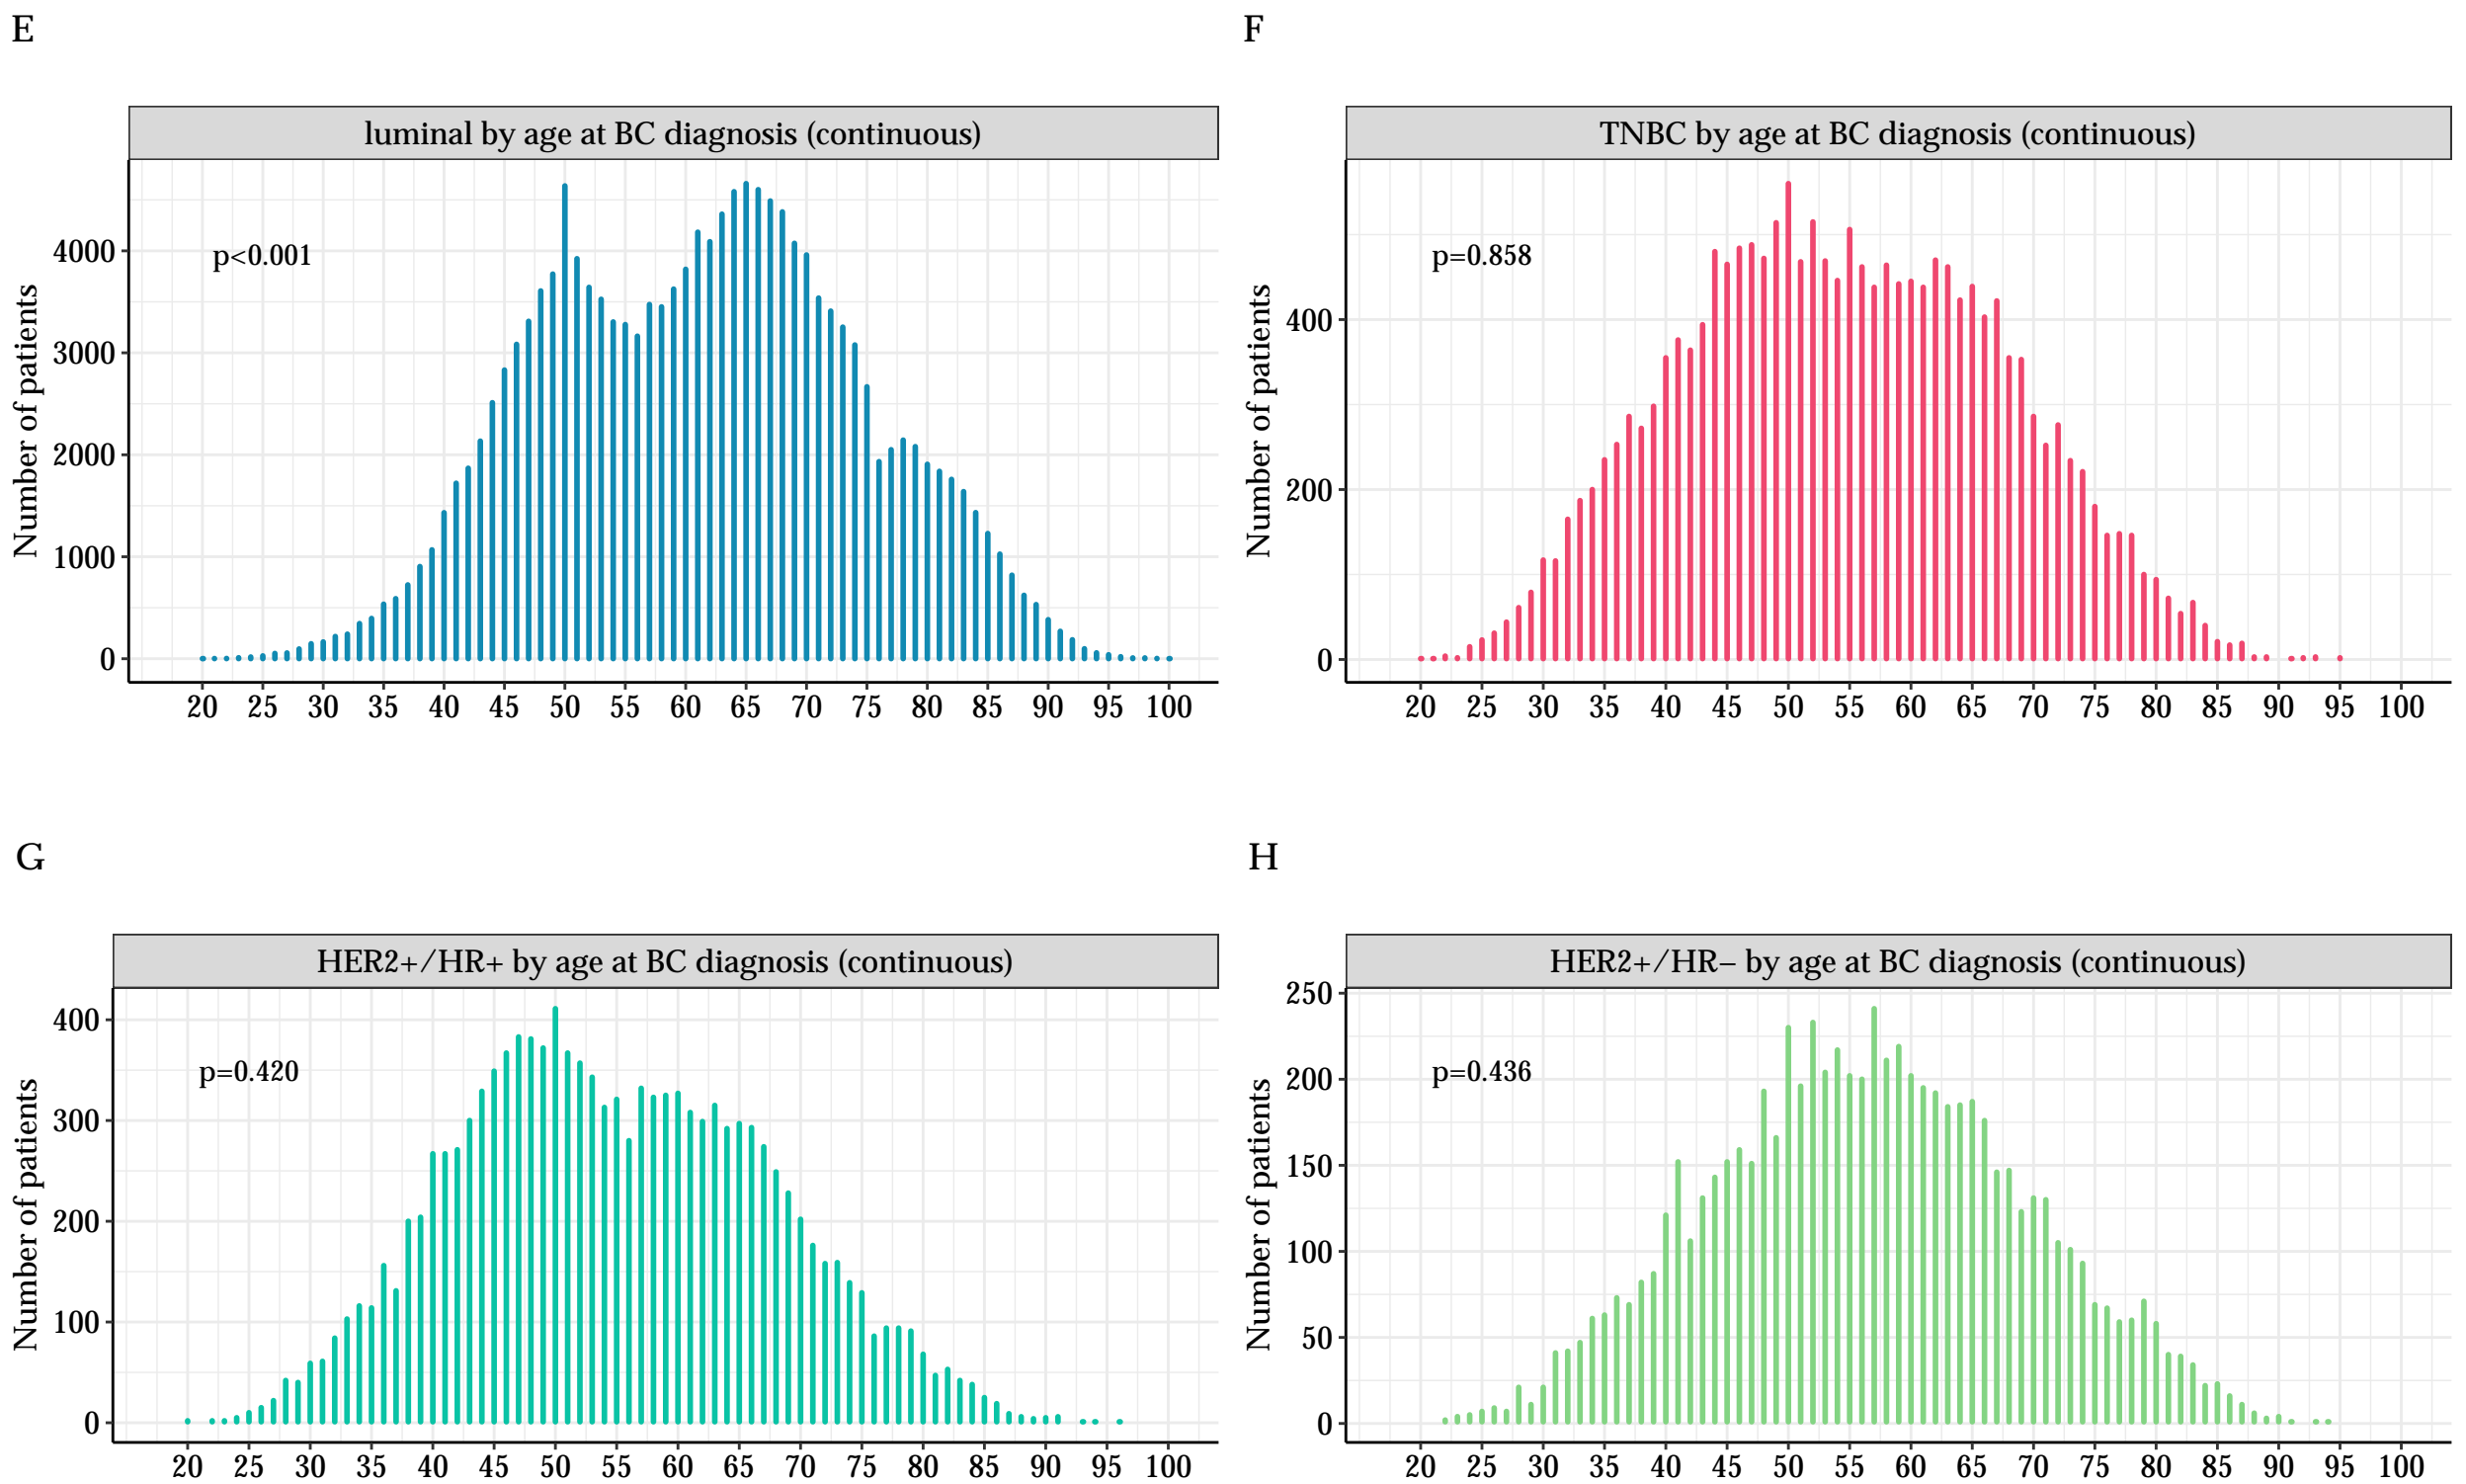 E
luminal by age at BC diagnosis (continuous)
p<0.001
Number of patients
4000
3000
2000
1000
0
20 25 30 35 40 45 50 55 60 65 70 75 80 85 90 95 100
F
TNBC by age at BC diagnosis (continuous)
p=0.858
Number of patients
400
200
0
20 25 30 35 40 45 50 55 60 65 70 75 80 85 90 95 100
G
HER2+/HR+ by age at BC diagnosis (continuous)
p=0.420
Number of patients
400
300
200
100
0
20 25 30 35 40 45 50 55 60 65 70 75 80 85 90 95 100
H
HER2+/HR− by age at BC diagnosis (continuous)
p=0.436
Number of patients
250
200
150
100
50
0
20 25 30 35 40 45 50 55 60 65 70 75 80 85 90 95 100